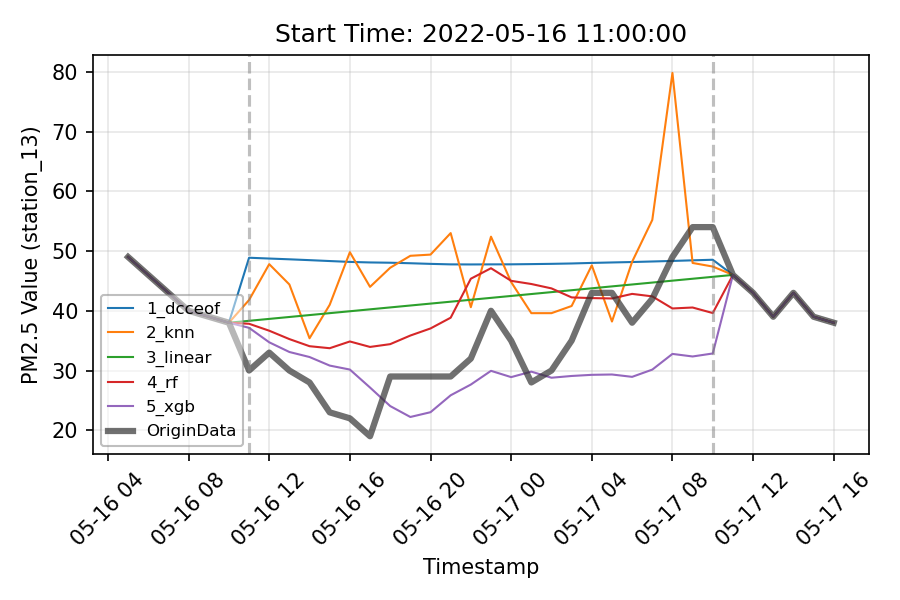 Start Time: 2022-05-16 11:00:00
PM2.5 Value (station_13)
80
70
60
50
40
30
20
1_dcceof
2_knn
3_linear
4_rf
5_xgb
OriginData
05-16 04
05-16 08
05-16 12
05-16 16
05-16 20
05-17 00
05-17 04
05-17 08
05-17 12
05-17 16
Timestamp